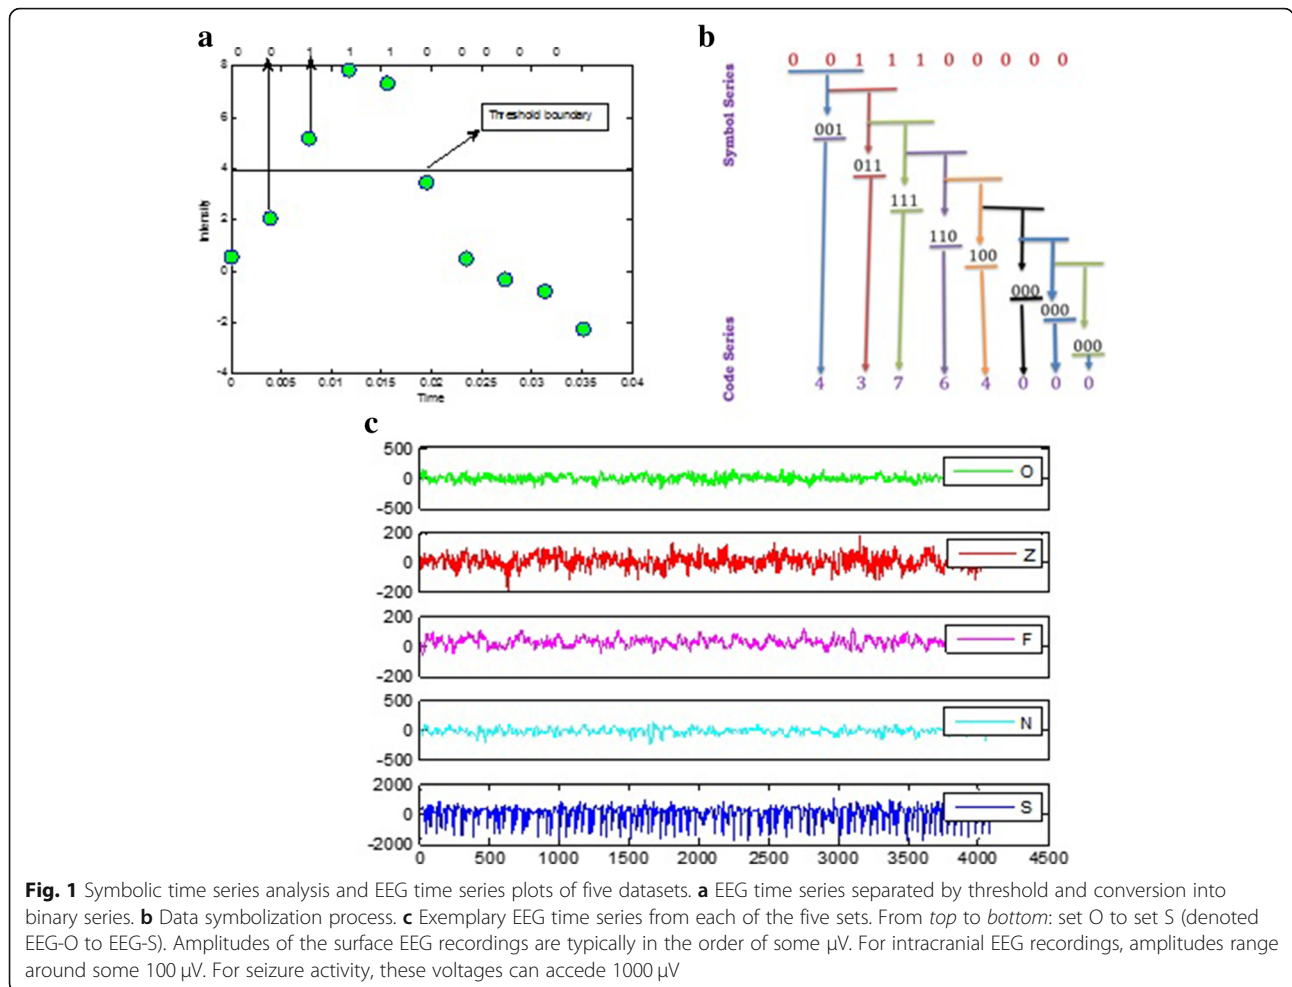 a
0 0 1 1 1 0 0 0 0 0
8
6
4
2
0
-2
-4
Intensity
Threshold boundary
0 0.005 0.01 0.015 0.02 0.025 0.03 0.035 0.04
Time
b
Symbol Series
Code Series
0 0 1 1 1 0 0 0 0 0
001
011
111
110
100
000
000
000
4 3 7 6 4 0 0 0
c
500
0
-500
O
200
0
-200
Z
200
0
-200
F
500
0
-500
N
2000
0
-2000
S
0 500 1000 1500 2000 2500 3000 3500 4000 4500
Fig. 1 Symbolic time series analysis and EEG time series plots of five datasets. a EEG time series separated by threshold and conversion into
binary series. b Data symbolization process. c Exemplary EEG time series from each of the five sets. From top to bottom: set O to set S (denoted
EEG-O to EEG-S). Amplitudes of the surface EEG recordings are typically in the order of some μV. For intracranial EEG recordings, amplitudes range
around some 100 μV. For seizure activity, these voltages can accede 1000 μV